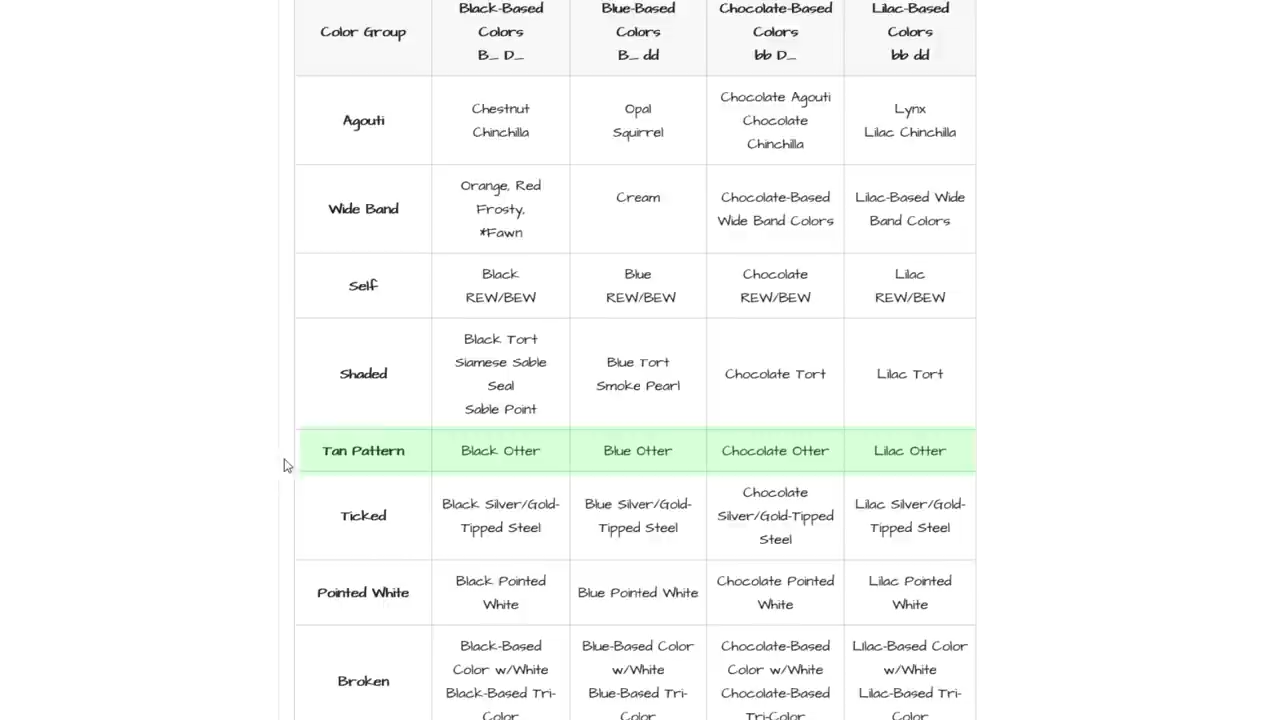 Color Group
Black-Based
Colors
B_ D_
Blue-Based
Colors
B_ dd
Chocolate-Based
Colors
bb D_
Lilac-Based
Colors
bb dd
Agouti
Chestnut
Chinchilla
Opal
Squirrel
Chocolate Agouti
Chocolate
Chinchilla
Lynx
Lilac Chinchilla
Wide Band
Orange, Red
Frosty,
*Fawn
Cream
Chocolate-Based
Wide Band Colors
Lilac-Based Wide
Band Colors
Self
Black
REW/BEW
Blue
REW/BEW
Chocolate
REW/BEW
Lilac
REW/BEW
Shaded
Black Tort
Siamese Sable
Seal
Sable Point
Blue Tort
Smoke Pearl
Chocolate Tort
Lilac Tort
Tan Pattern
Black Otter
Blue Otter
Chocolate Otter
Lilac Otter
Ticked
Black Silver/Gold-
Tipped Steel
Blue Silver/Gold-
Tipped Steel
Chocolate
Silver/Gold-Tipped
Steel
Lilac Silver/Gold-
Tipped Steel
Pointed White
Black Pointed
White
Blue Pointed White
Chocolate Pointed
White
Lilac Pointed
White
Broken
Black-Based
Color w/White
Black-Based Tri-
Color
Blue-Based Color
w/White
Blue-Based Tri-
Color
Chocolate-Based
Color w/White
Chocolate-Based
Tri-Color
Lilac-Based Color
w/White
Lilac-Based Tri-
Color